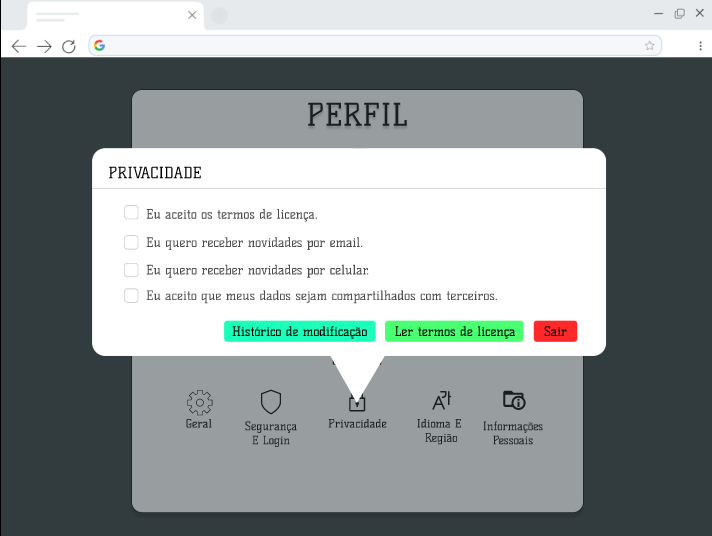 PERFIL
PRIVACIDADE
Eu aceito os termos de licença.
Eu quero receber novidades por email.
Eu quero receber novidades por celular.
Eu aceito que meus dados sejam compartilhados com terceiros.
Histórico de modificação Ler termos de licença Sair
Geral Segurança E Login Privacidade Idioma E Região Informações Pessoais